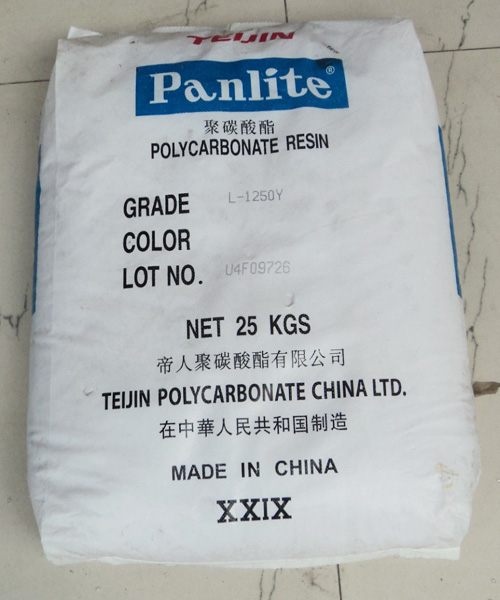 TEIJIN
Panlite®
聚碳酸酯
POLYCARBONATE RESIN
GRADE L-1250Y
COLOR
LOT NO. U4F09726
NET 25 KGS
帝人聚碳酸酯有限公司
TEIJIN POLYCARBONATE CHINA LTD.
在中華人民共和国制造
MADE IN CHINA
XXIX